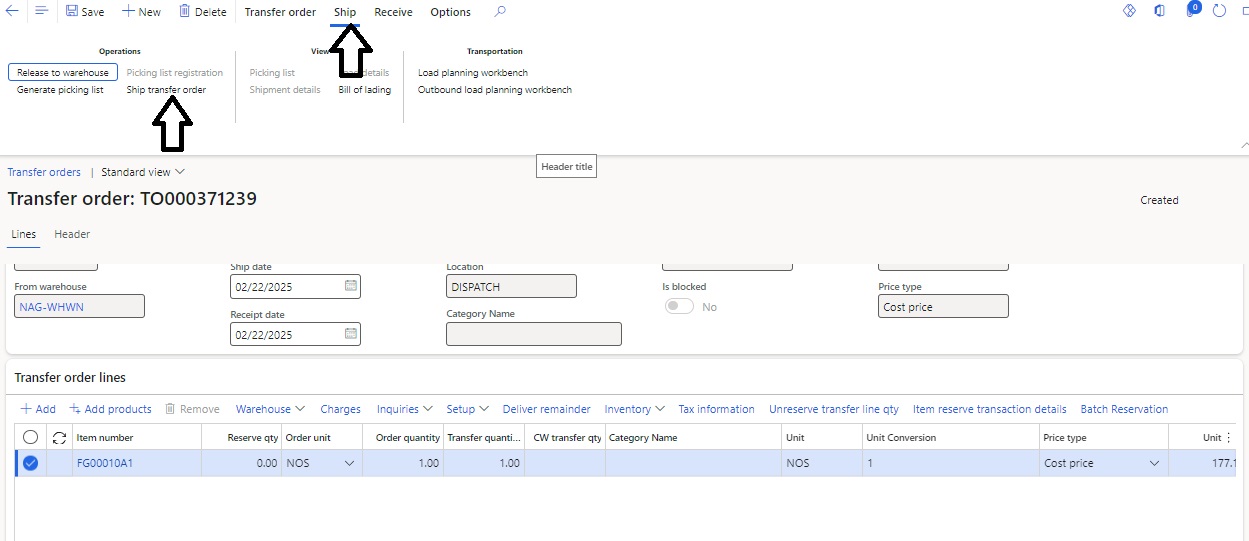 Save New Delete Transfer order Ship Receive Options 0
Operations View Transportation
Release to warehouse Picking list registration Picking list details Load planning workbench
Generate picking list Ship transfer order Shipment details Bill of lading Outbound load planning workbench
Header title
Transfer orders | Standard view
Transfer order: TO000371239 Created
Lines Header
Ship date Location
From warehouse 02/22/2025 DISPATCH Is blocked Price type
NAG-WHWN No Cost price
Receipt date Category Name
02/22/2025
Transfer order lines
Add Add products Remove Warehouse Charges Inquiries Setup Deliver remainder Inventory Tax information Unreserve transfer line qty Item reserve transaction details Batch Reservation
Item number Reserve qty Order unit Order quantity Transfer quanti... CW transfer qty Category Name Unit Unit Conversion Price type Unit
FG00010A1 0.00 NOS 1.00 1.00 NOS 1 Cost price 177.1